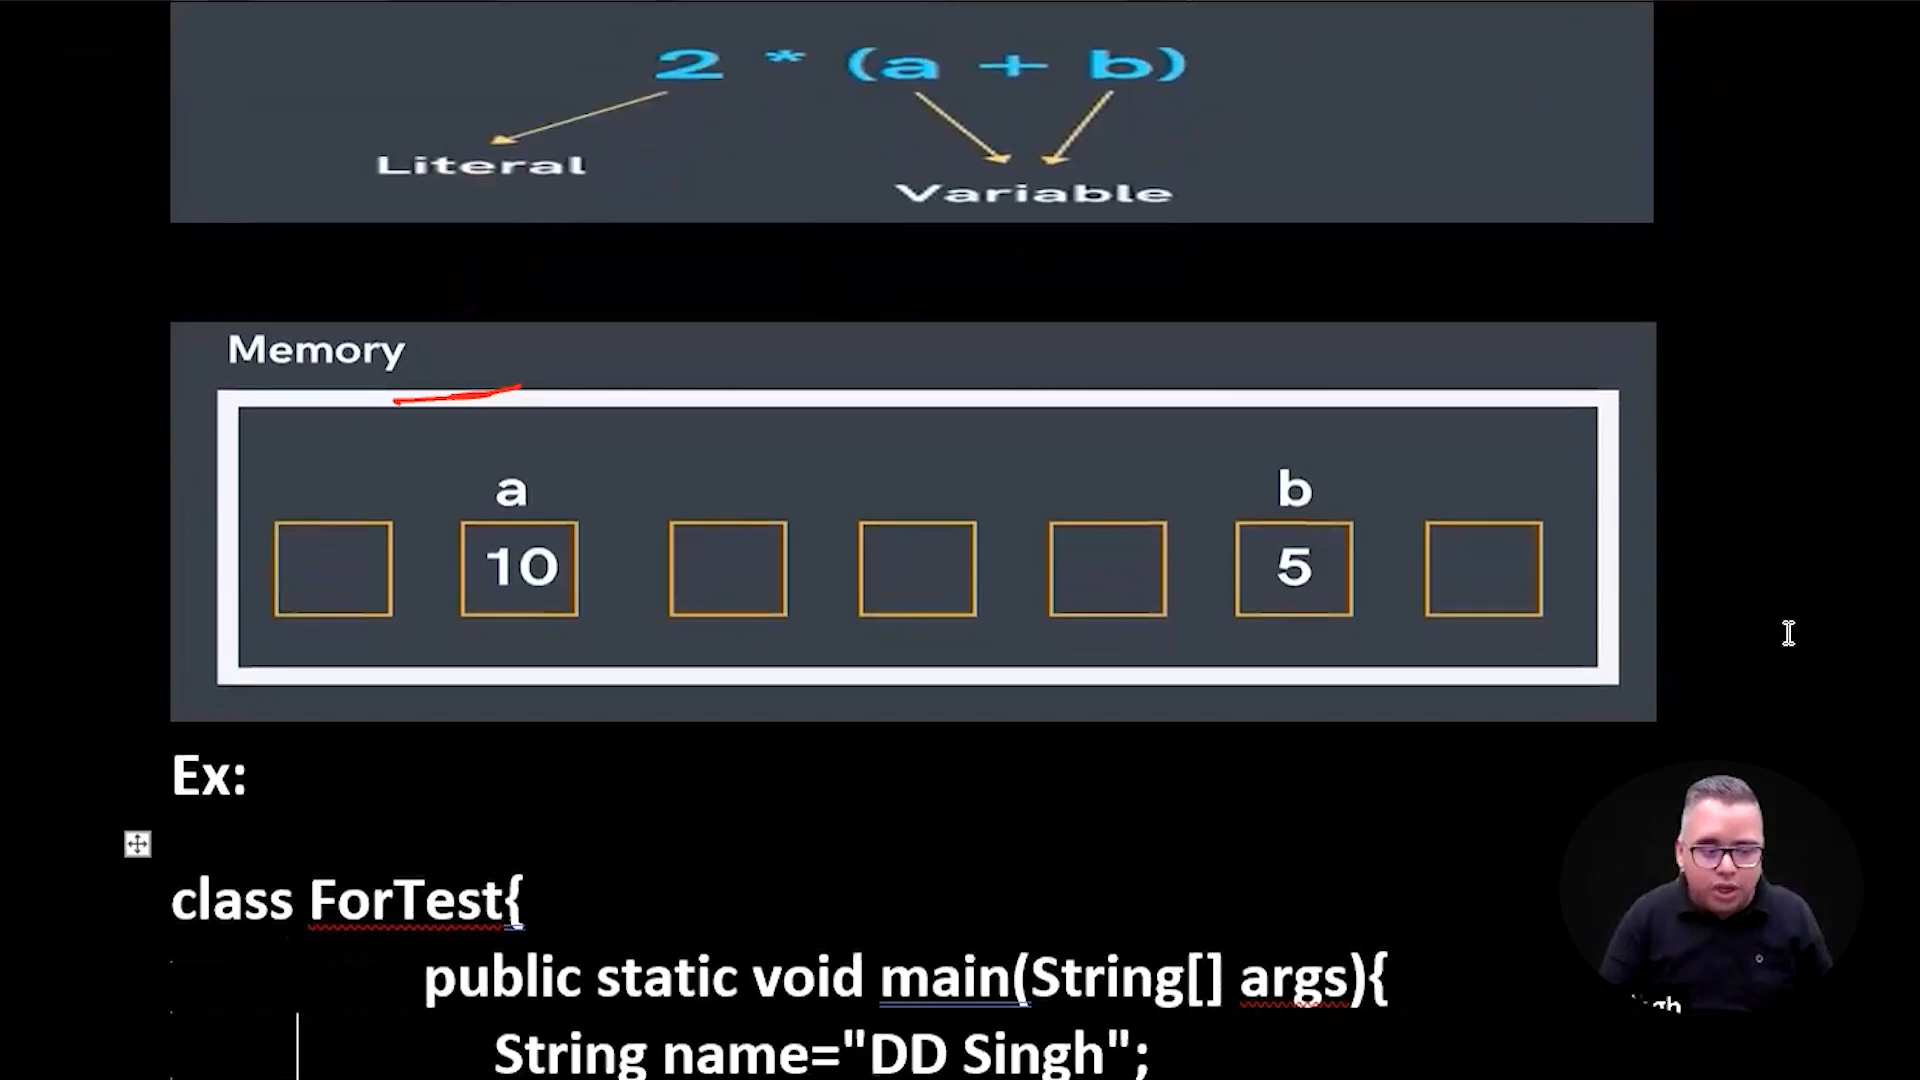 2 * (a + b)
Literal
Variable
Memory
a b
10 5
Ex:
class ForTest{
public static void main(String[] args){
String name="DD Singh";